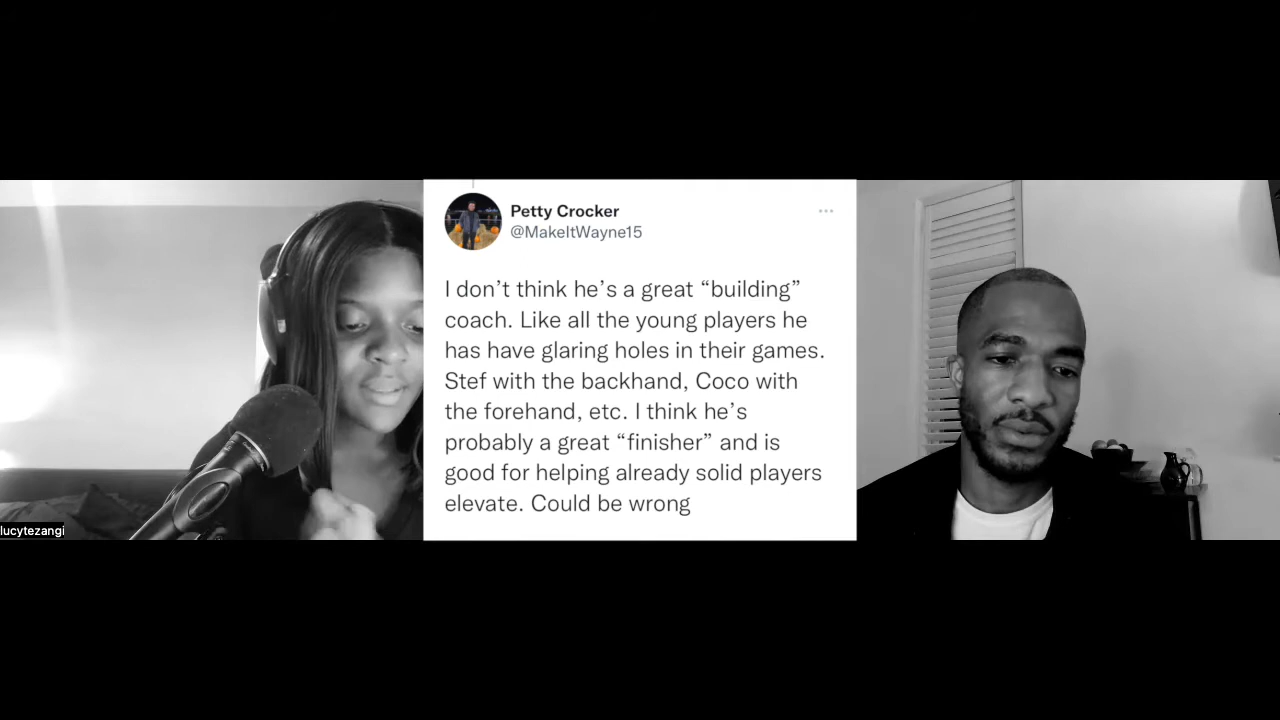 Petty Crocker
@MakeItWayne15
I don’t think he’s a great “building”
coach. Like all the young players he
has have glaring holes in their games.
Stef with the backhand, Coco with
the forehand, etc. I think he’s
probably a great “finisher” and is
good for helping already solid players
elevate. Could be wrong
lucytezangi